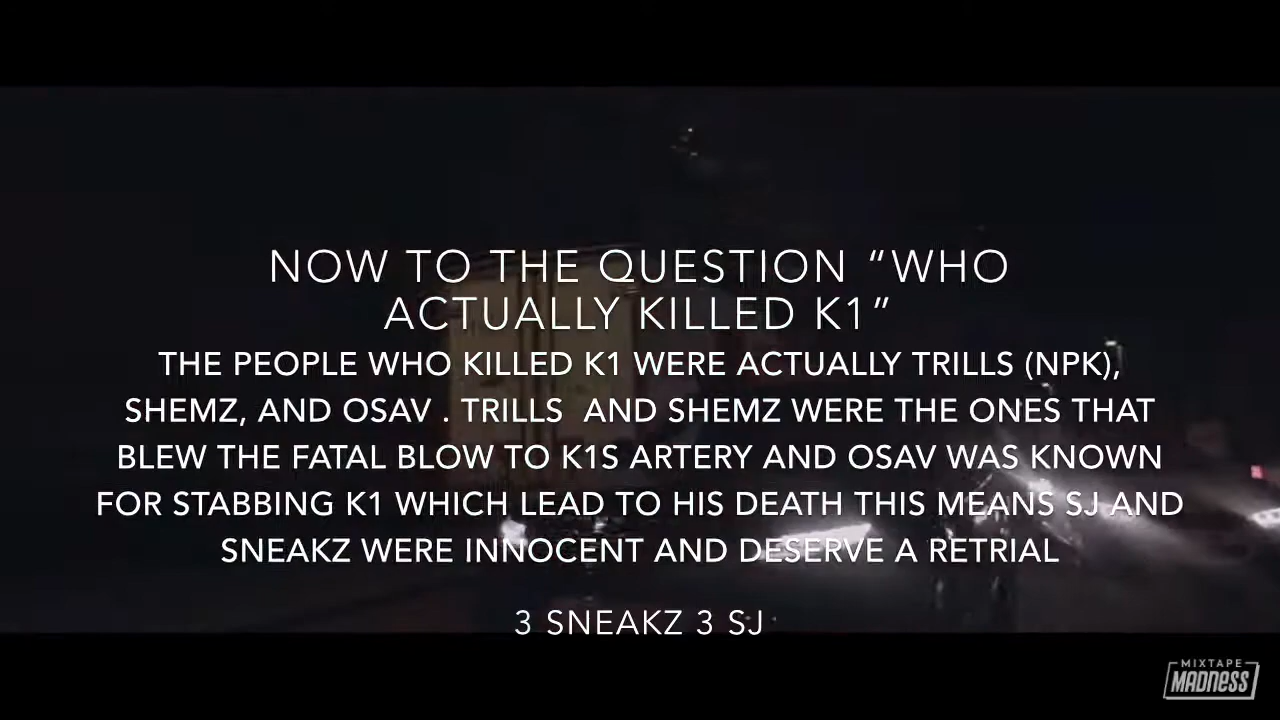 NOW TO THE QUESTION “WHO
ACTUALLY KILLED K1”
THE PEOPLE WHO KILLED K1 WERE ACTUALLY TRILLS (NPK),
SHEMZ, AND OSAV . TRILLS  AND SHEMZ WERE THE ONES THAT
BLEW THE FATAL BLOW TO K1S ARTERY AND OSAV WAS KNOWN
FOR STABBING K1 WHICH LEAD TO HIS DEATH THIS MEANS SJ AND
SNEAKZ WERE INNOCENT AND DESERVE A RETRIAL
3 SNEAKZ 3 SJ
MIXTAPE
MADNESS